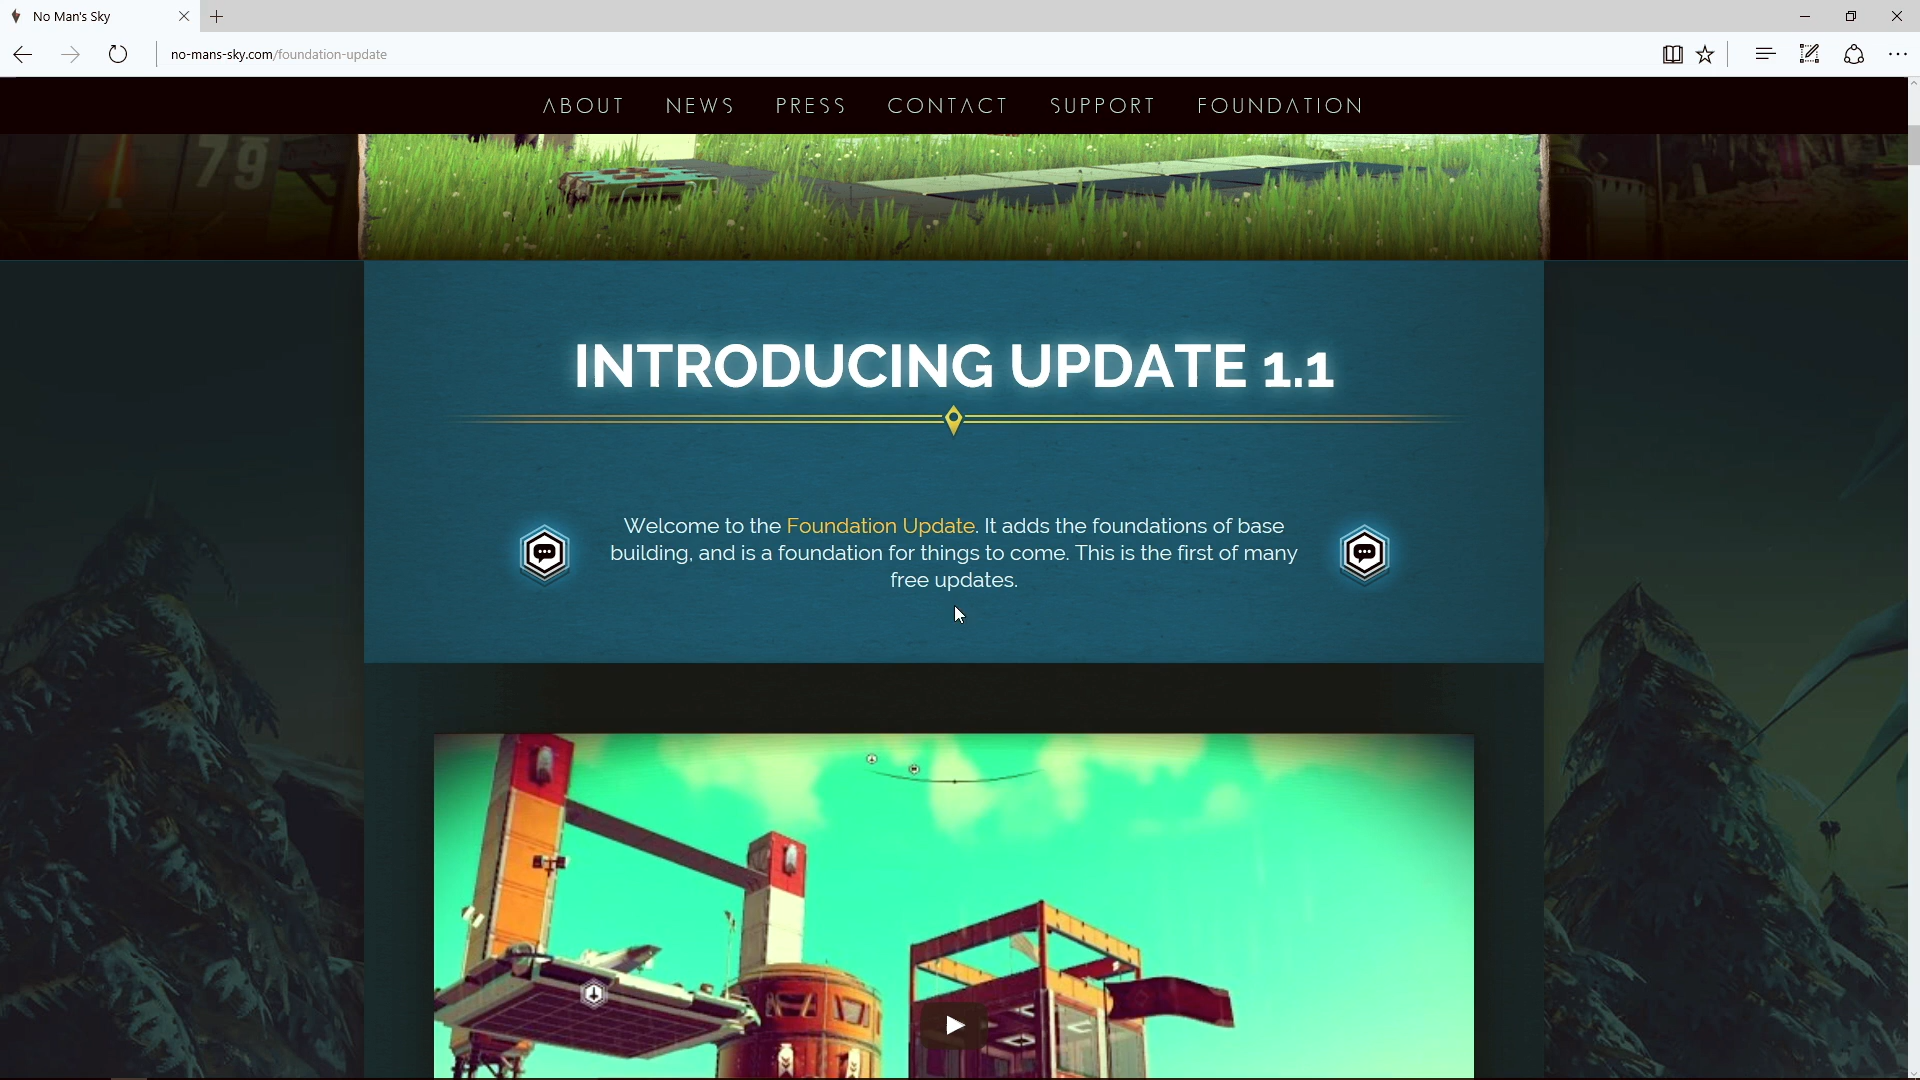 No Man's Sky
no-mans-sky.com/foundation-update
ABOUT NEWS PRESS CONTACT SUPPORT FOUNDATION
79
INTRODUCING UPDATE 1.1
Welcome to the Foundation Update. It adds the foundations of base
building, and is a foundation for things to come. This is the first of many
free updates.